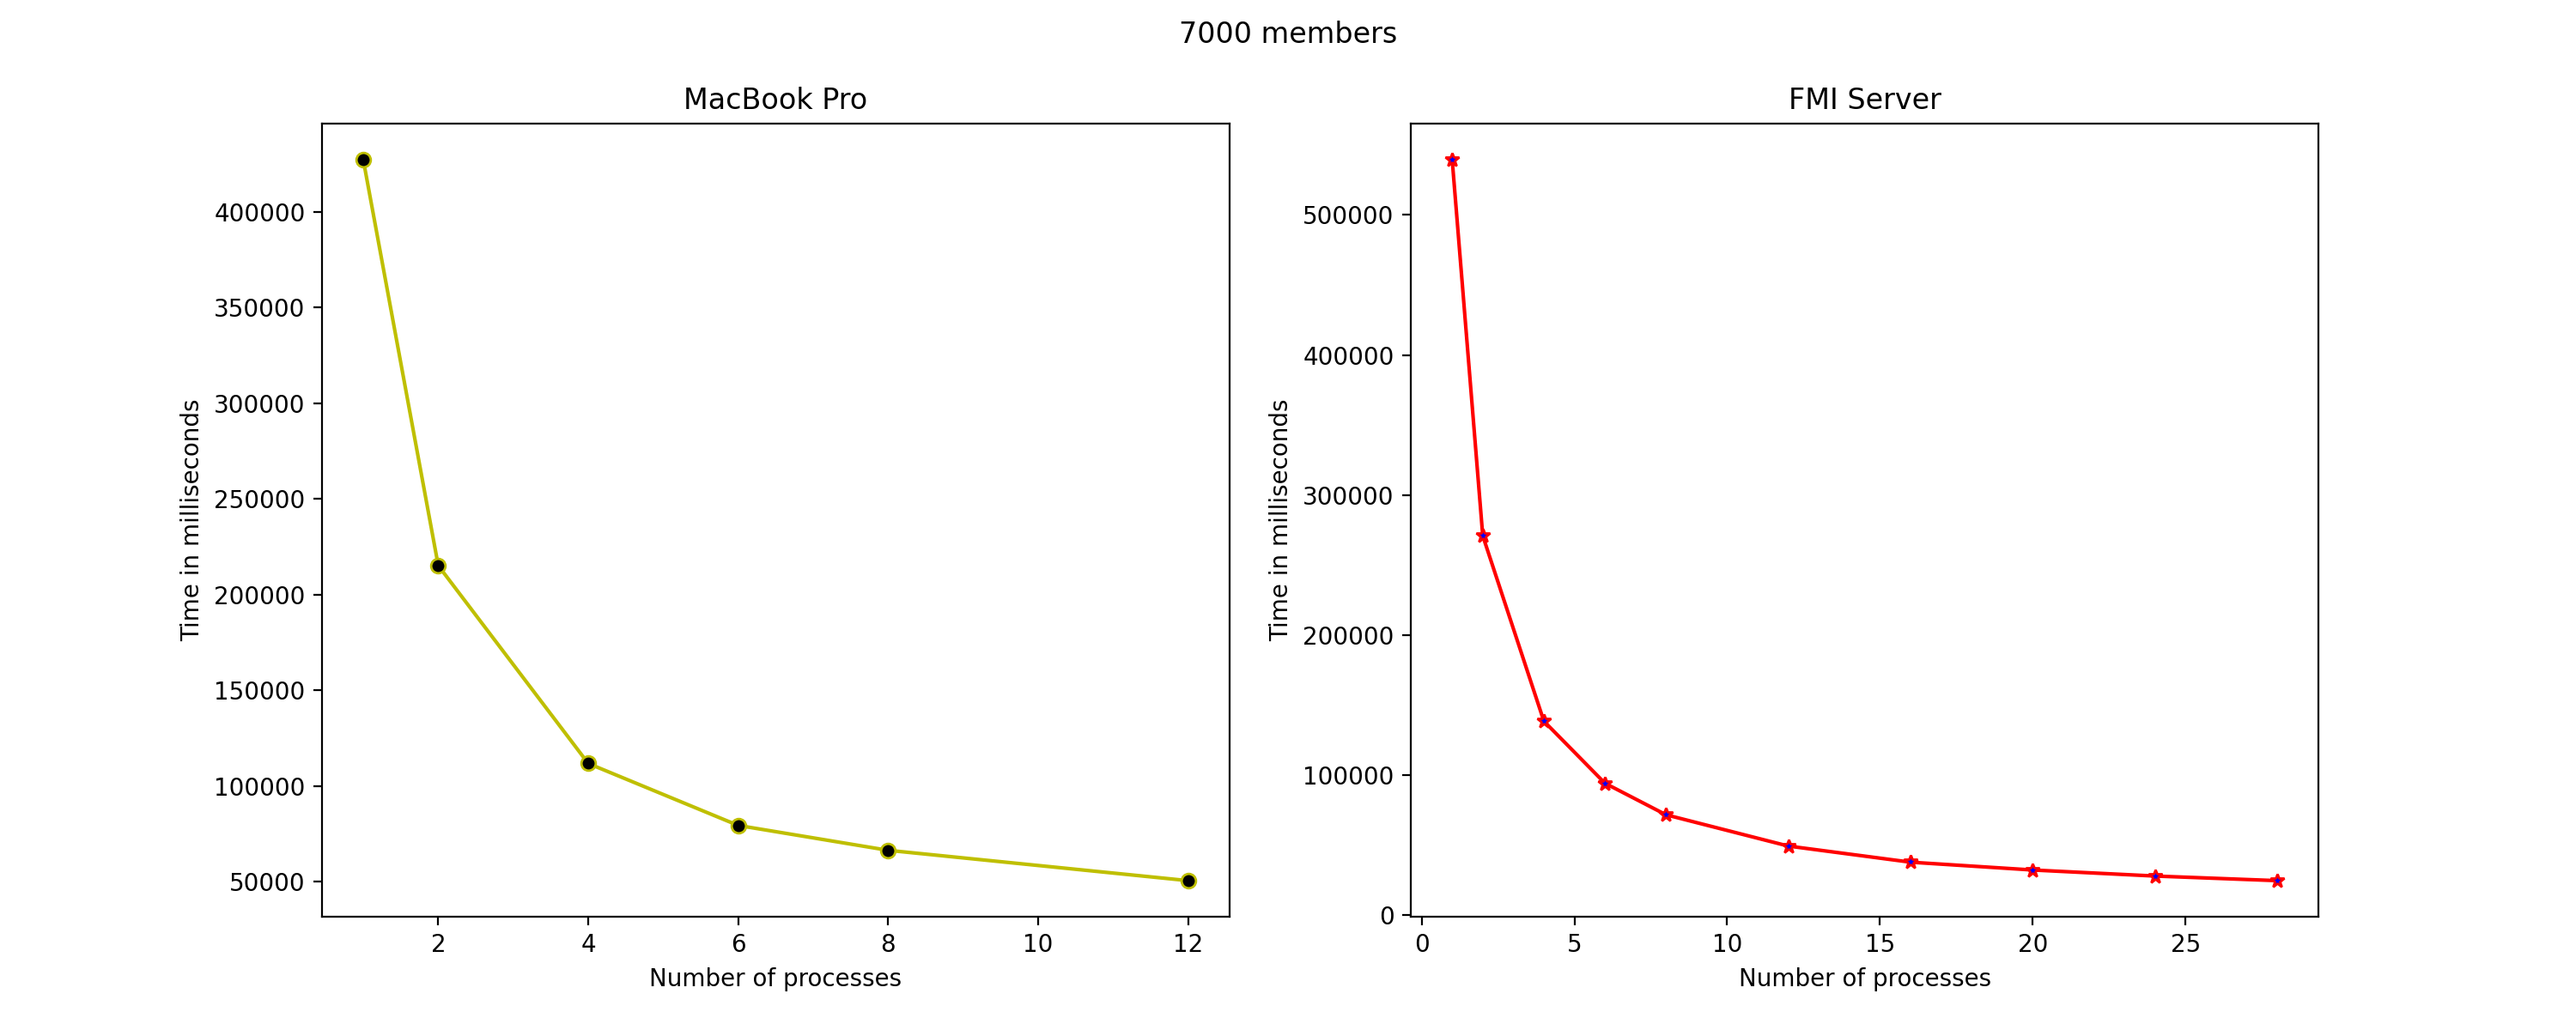 7000 members
MacBook Pro
400000
350000
300000
250000
200000
150000
100000
50000
Time in milliseconds
2 4 6 8 10 12
Number of processes
FMI Server
500000
400000
300000
200000
100000
0
Time in milliseconds
0 5 10 15 20 25
Number of processes